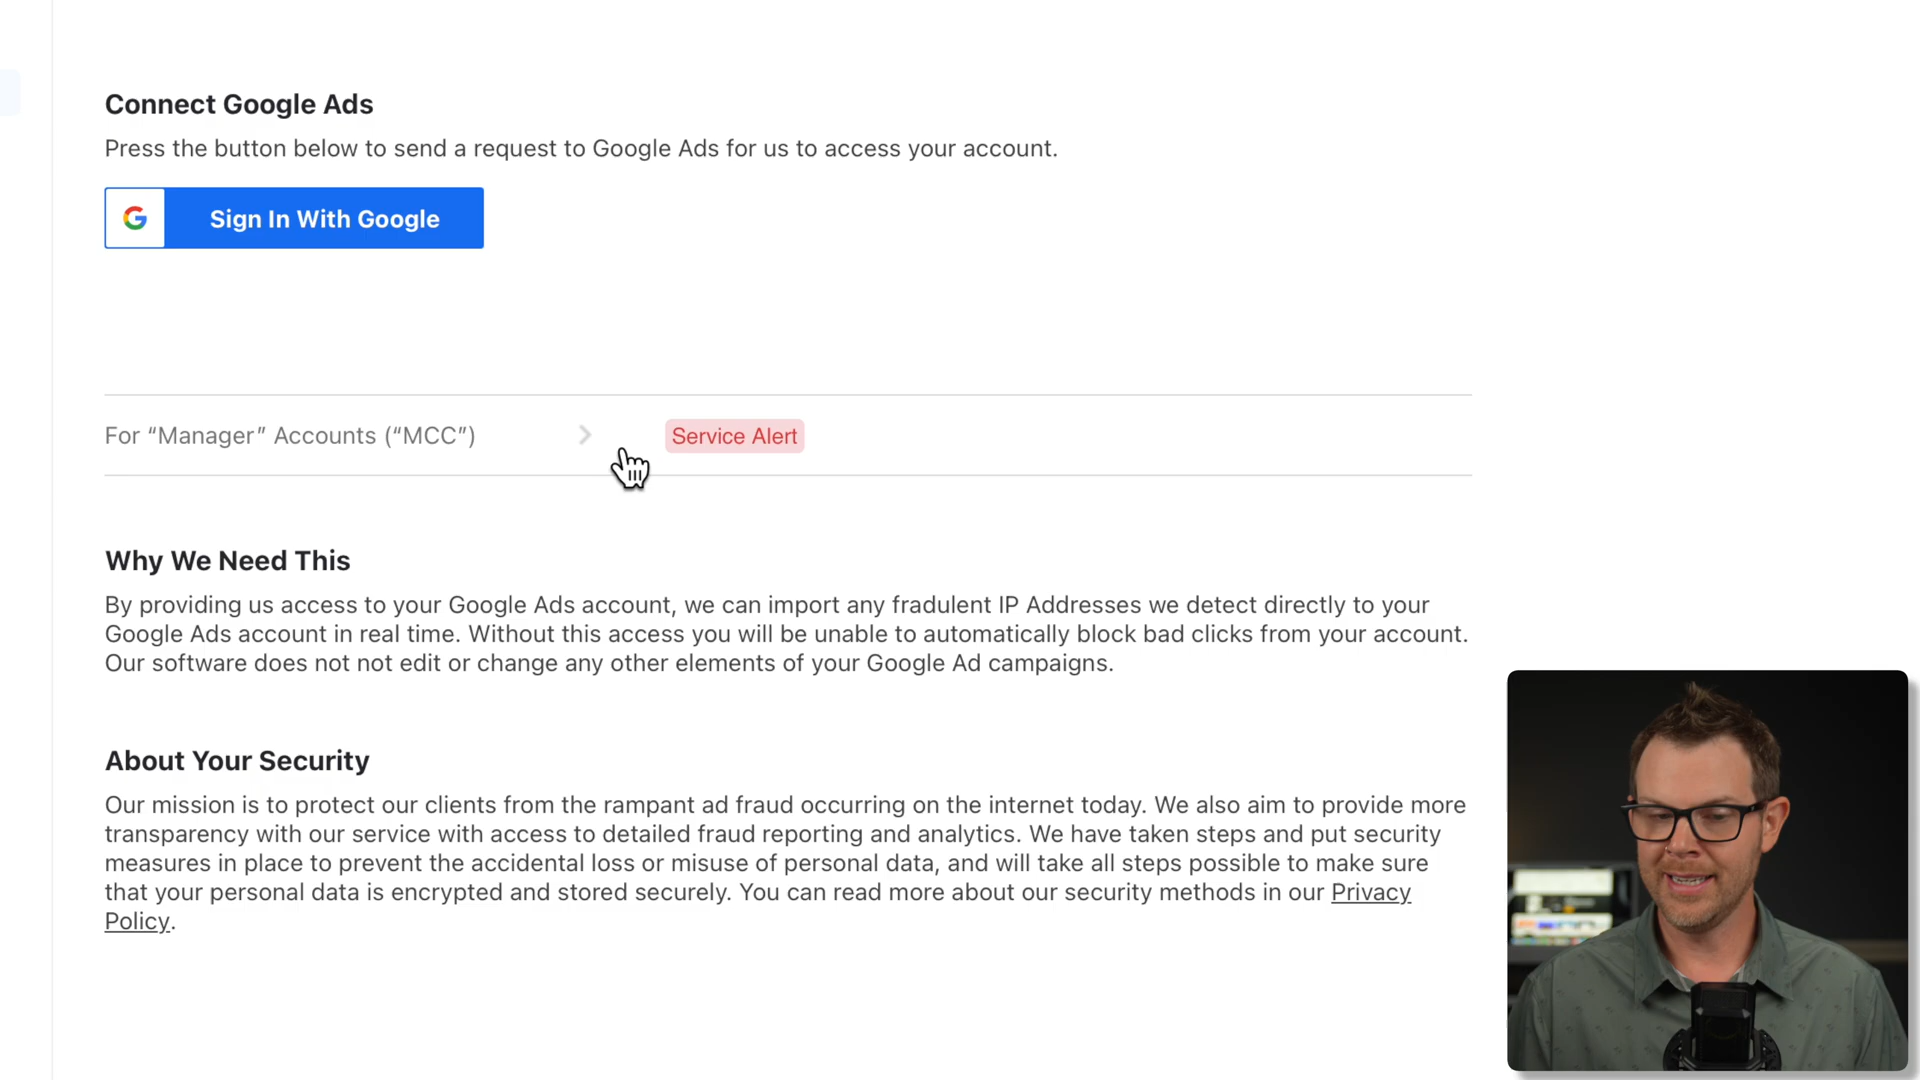 Connect Google Ads
Press the button below to send a request to Google Ads for us to access your account.
Sign In With Google
For “Manager” Accounts (“MCC”)
Service Alert
Why We Need This
By providing us access to your Google Ads account, we can import any fradulent IP Addresses we detect directly to your
Google Ads account in real time. Without this access you will be unable to automatically block bad clicks from your account.
Our software does not not edit or change any other elements of your Google Ad campaigns.
About Your Security
Our mission is to protect our clients from the rampant ad fraud occurring on the internet today. We also aim to provide more
transparency with our service with access to detailed fraud reporting and analytics. We have taken steps and put security
measures in place to prevent the accidental loss or misuse of personal data, and will take all steps possible to make sure
that your personal data is encrypted and stored securely. You can read more about our security methods in our Privacy
Policy.